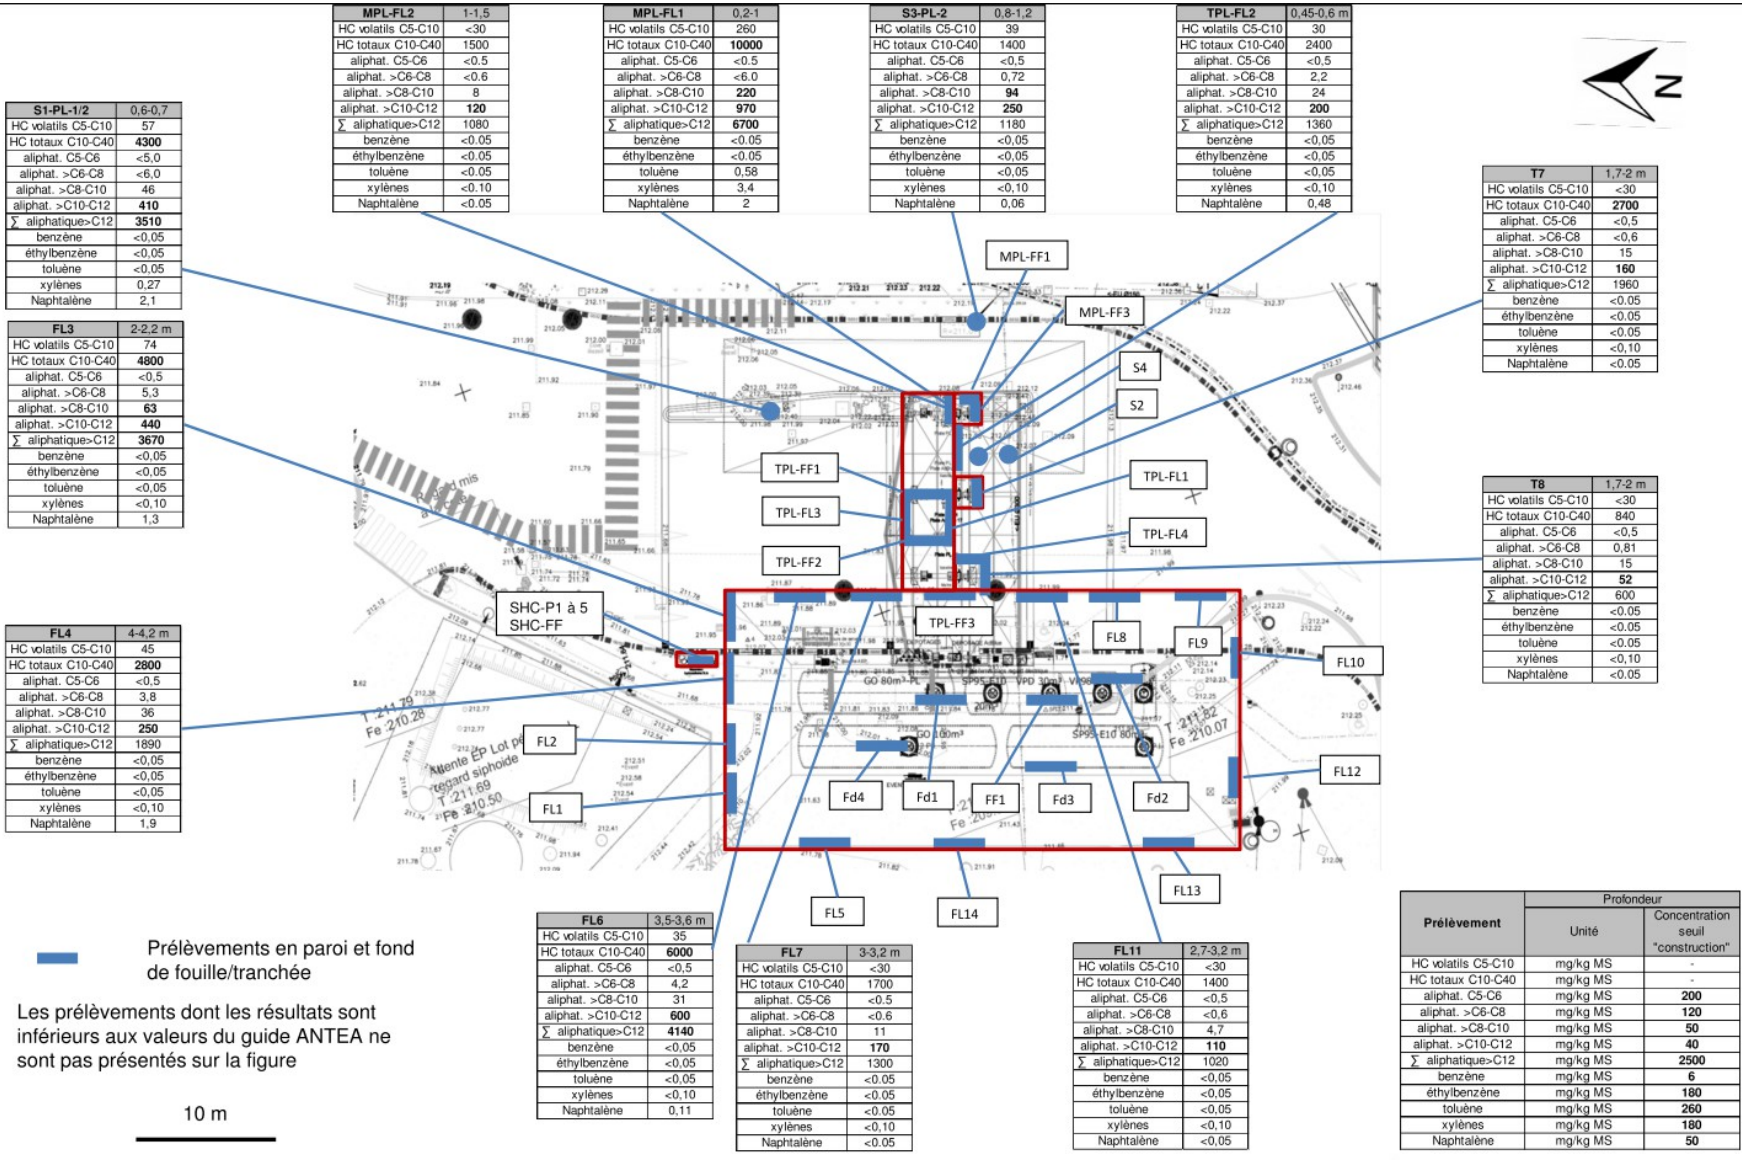 MPL-FL2 1-1,5
HC volatils C5-C10 <30
HC totaux C10-C40 1500
aliphat. C5-C6 <0.5
aliphat. >C6-C8 <0.6
aliphat. >C8-C10 8
aliphat. >C10-C12 120
∑ aliphatique>C12 1080
benzène <0.05
éthylbenzène <0.05
toluène <0.05
xylènes <0.10
Naphtalène <0.05
MPL-FL1 0,2-1
HC volatils C5-C10 260
HC totaux C10-C40 10000
aliphat. C5-C6 <0.5
aliphat. >C6-C8 <6.0
aliphat. >C8-C10 220
aliphat. >C10-C12 970
∑ aliphatique>C12 6700
benzène <0.05
éthylbenzène <0.05
toluène 0,58
xylènes 3,4
Naphtalène 2
S3-PL-2 0,8-1,2
HC volatils C5-C10 39
HC totaux C10-C40 1400
aliphat. C5-C6 <0,5
aliphat. >C6-C8 0,72
aliphat. >C8-C10 94
aliphat. >C10-C12 250
∑ aliphatique>C12 1180
benzène <0,05
éthylbenzène <0,05
toluène <0,05
xylènes <0,10
Naphtalène 0,06
TPL-FL2 0,45-0,6 m
HC volatils C5-C10 30
HC totaux C10-C40 2400
aliphat. C5-C6 <0,5
aliphat. >C6-C8 2,2
aliphat. >C8-C10 24
aliphat. >C10-C12 200
∑ aliphatique>C12 1360
benzène <0,05
éthylbenzène <0,05
toluène <0,05
xylènes <0,10
Naphtalène 0,48
N
S1-PL-1/2 0,6-0,7
HC volatils C5-C10 57
HC totaux C10-C40 4300
aliphat. C5-C6 <5,0
aliphat. >C6-C8 <6,0
aliphat. >C8-C10 46
aliphat. >C10-C12 410
∑ aliphatique>C12 3510
benzène <0,05
éthylbenzène <0,05
toluène <0,05
xylènes 0,27
Naphtalène 2,1
T7 1,7-2 m
HC volatils C5-C10 <30
HC totaux C10-C40 2700
aliphat. C5-C6 <0,5
aliphat. >C6-C8 <0,6
aliphat. >C8-C10 15
aliphat. >C10-C12 160
∑ aliphatique>C12 1960
benzène <0.05
éthylbenzène <0.05
toluène <0.05
xylènes <0,10
Naphtalène <0.05
FL3 2-2,2 m
HC volatils C5-C10 74
HC totaux C10-C40 4800
aliphat. C5-C6 <0,5
aliphat. >C6-C8 5,3
aliphat. >C8-C10 63
aliphat. >C10-C12 440
∑ aliphatique>C12 3670
benzène <0,05
éthylbenzène <0,05
toluène <0,05
xylènes <0,10
Naphtalène 1,3
MPL-FF1
MPL-FF3
S4
S2
TPL-FF1
TPL-FL1
TPL-FL3
TPL-FL4
TPL-FF2
T8 1,7-2 m
HC volatils C5-C10 <30
HC totaux C10-C40 840
aliphat. C5-C6 <0,5
aliphat. >C6-C8 0,81
aliphat. >C8-C10 15
aliphat. >C10-C12 52
∑ aliphatique>C12 600
benzène <0.05
éthylbenzène <0.05
toluène <0.05
xylènes <0,10
Naphtalène <0.05
SHC-P1 à 5
SHC-FF
TPL-FF3
FL8
FL9
FL10
FL4 4-4,2 m
HC volatils C5-C10 45
HC totaux C10-C40 2800
aliphat. C5-C6 <0,5
aliphat. >C6-C8 3,8
aliphat. >C8-C10 36
aliphat. >C10-C12 250
∑ aliphatique>C12 1890
benzène <0,05
éthylbenzène <0,05
toluène <0,05
xylènes <0,10
Naphtalène 1,9
GO 80m³-PL
SP95-E10
VPD 30m³
T :211.79
Fe :210.28
T :211.82
Fe :210.07
GO 100m³
SP95-E10 80m³
regard siphoide
T :211.69
Fe :210.50
FL2
FL1
FL12
Fd4
Fd1
FF1
Fd3
Fd2
FL5
FL14
FL13
FL6 3,5-3,6 m
HC volatils C5-C10 35
HC totaux C10-C40 6000
aliphat. C5-C6 <0,5
aliphat. >C6-C8 4,2
aliphat. >C8-C10 31
aliphat. >C10-C12 600
∑ aliphatique>C12 4140
benzène <0,05
éthylbenzène <0,05
toluène <0,05
xylènes <0,10
Naphtalène 0,11
FL7 3-3,2 m
HC volatils C5-C10 <30
HC totaux C10-C40 1700
aliphat. C5-C6 <0.5
aliphat. >C6-C8 <0.6
aliphat. >C8-C10 11
aliphat. >C10-C12 170
∑ aliphatique>C12 1300
benzène <0.05
éthylbenzène <0.05
toluène <0.05
xylènes <0,10
Naphtalène <0.05
FL11 2,7-3,2 m
HC volatils C5-C10 <30
HC totaux C10-C40 1400
aliphat. C5-C6 <0,5
aliphat. >C6-C8 <0,6
aliphat. >C8-C10 4,7
aliphat. >C10-C12 110
∑ aliphatique>C12 1020
benzène <0,05
éthylbenzène <0,05
toluène <0,05
xylènes <0,10
Naphtalène <0,05
Prélèvement Profondeur
Unité Concentration seuil "construction"
HC volatils C5-C10 mg/kg MS -
HC totaux C10-C40 mg/kg MS -
aliphat. C5-C6 mg/kg MS 200
aliphat. >C6-C8 mg/kg MS 120
aliphat. >C8-C10 mg/kg MS 50
aliphat. >C10-C12 mg/kg MS 40
∑ aliphatique>C12 mg/kg MS 2500
benzène mg/kg MS 6
éthylbenzène mg/kg MS 180
toluène mg/kg MS 260
xylènes mg/kg MS 180
Naphtalène mg/kg MS 50
Prélèvements en paroi et fond
de fouille/tranchée
Les prélèvements dont les résultats sont
inférieurs aux valeurs du guide ANTEA ne
sont pas présentés sur la figure
10 m